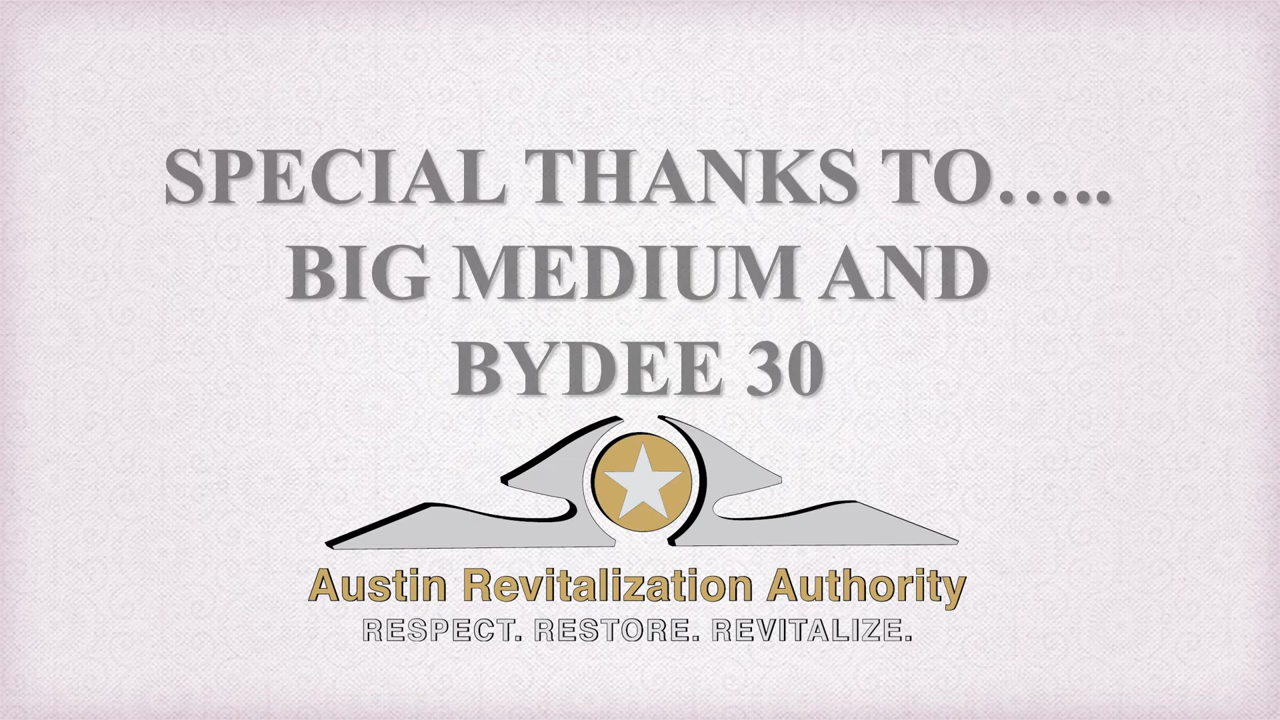 SPECIAL THANKS TO…..
BIG MEDIUM AND
BYDEE 30
Austin Revitalization Authority
RESPECT. RESTORE. REVITALIZE.